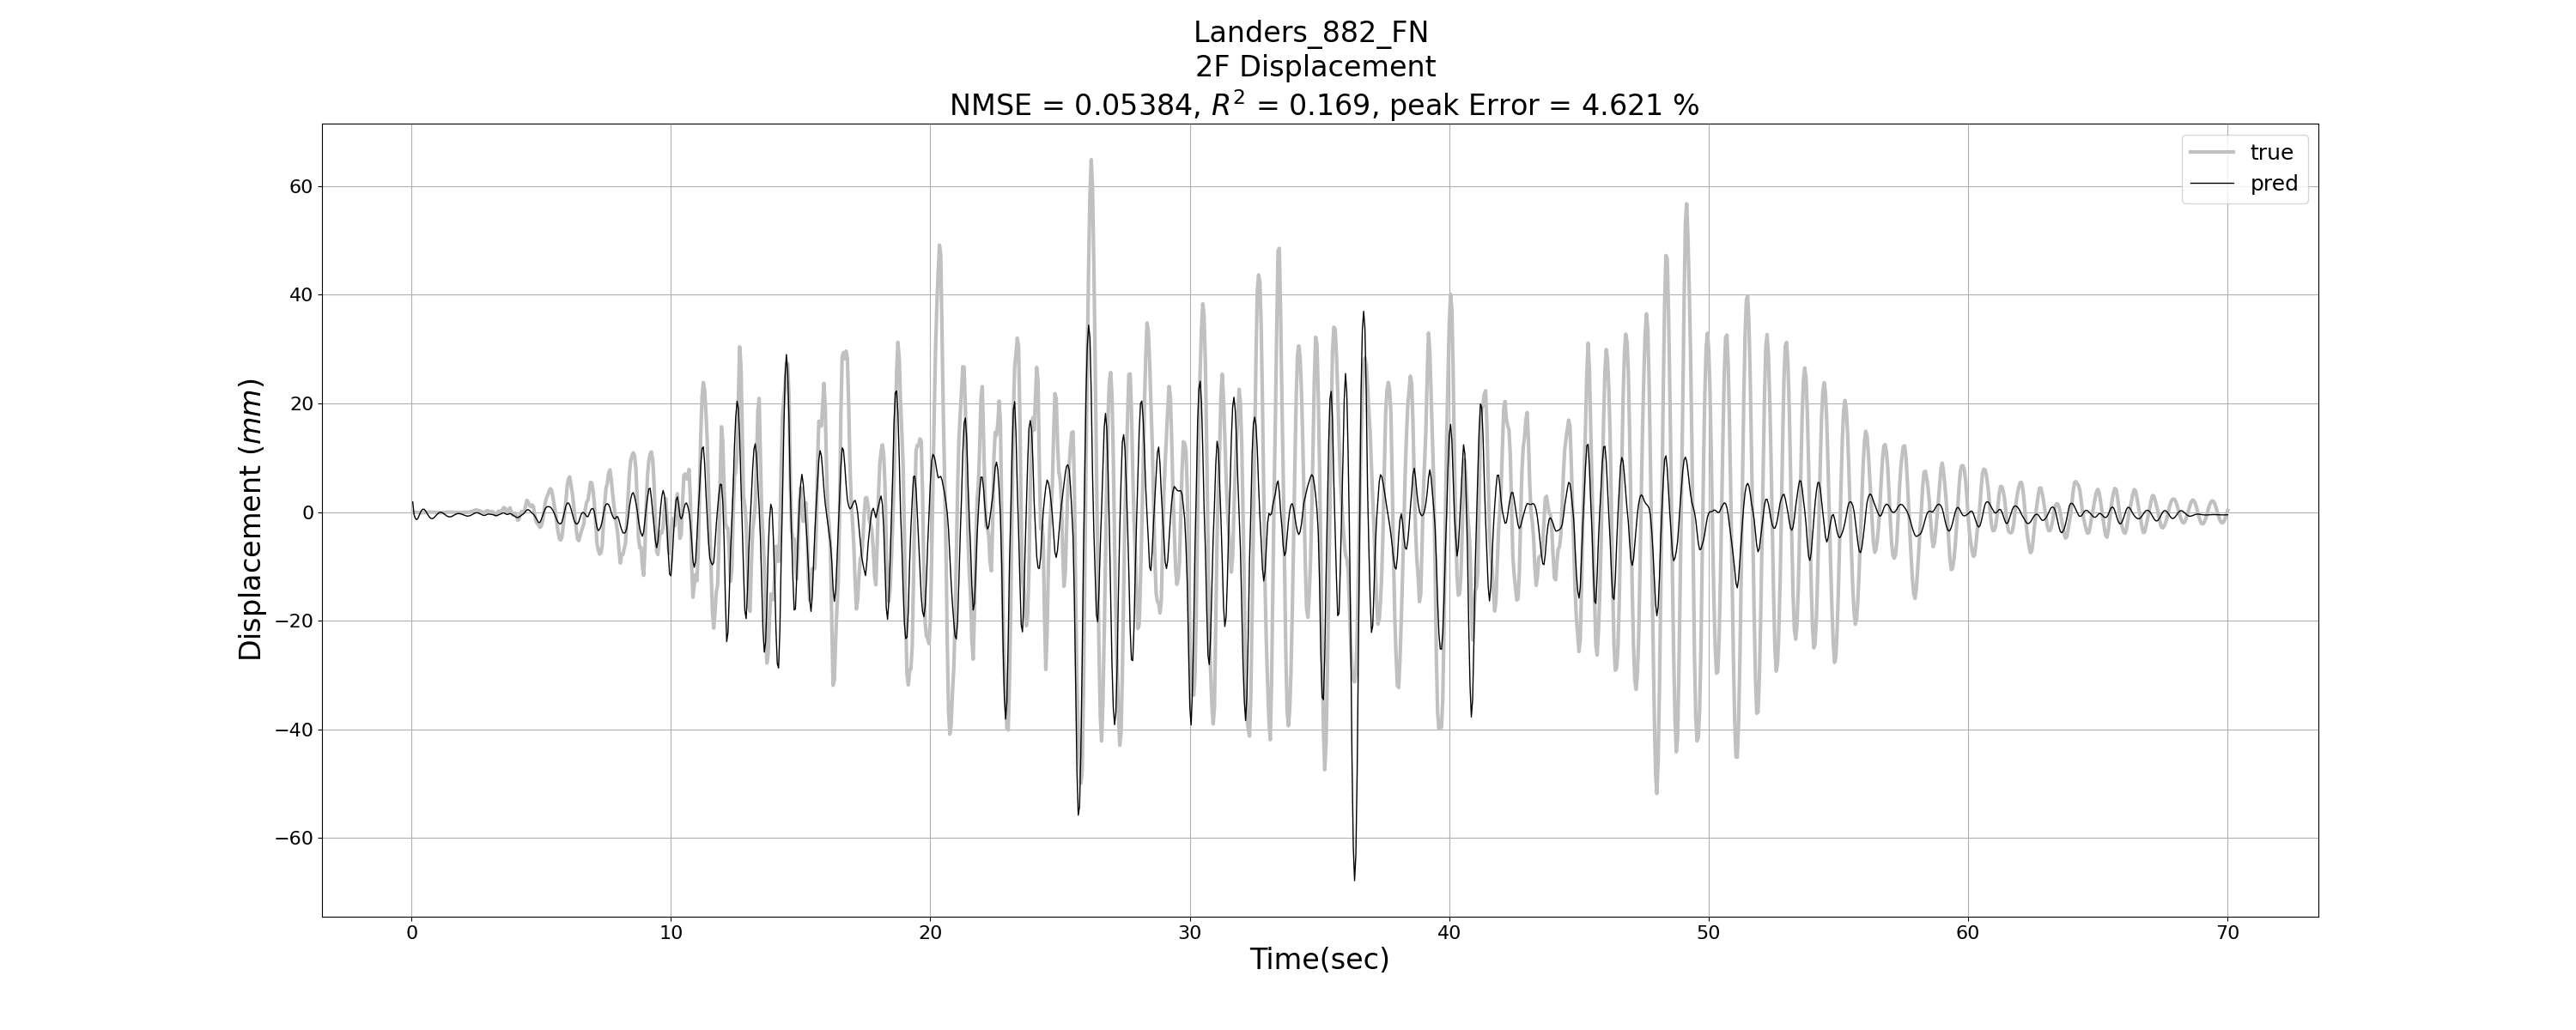 Landers_882_FN
2F Displacement
NMSE = 0.05384, R² = 0.169, peak Error = 4.621 %
true
pred
Displacement (mm)
60
40
20
0
−20
−40
−60
0 10 20 30 40 50 60 70
Time(sec)